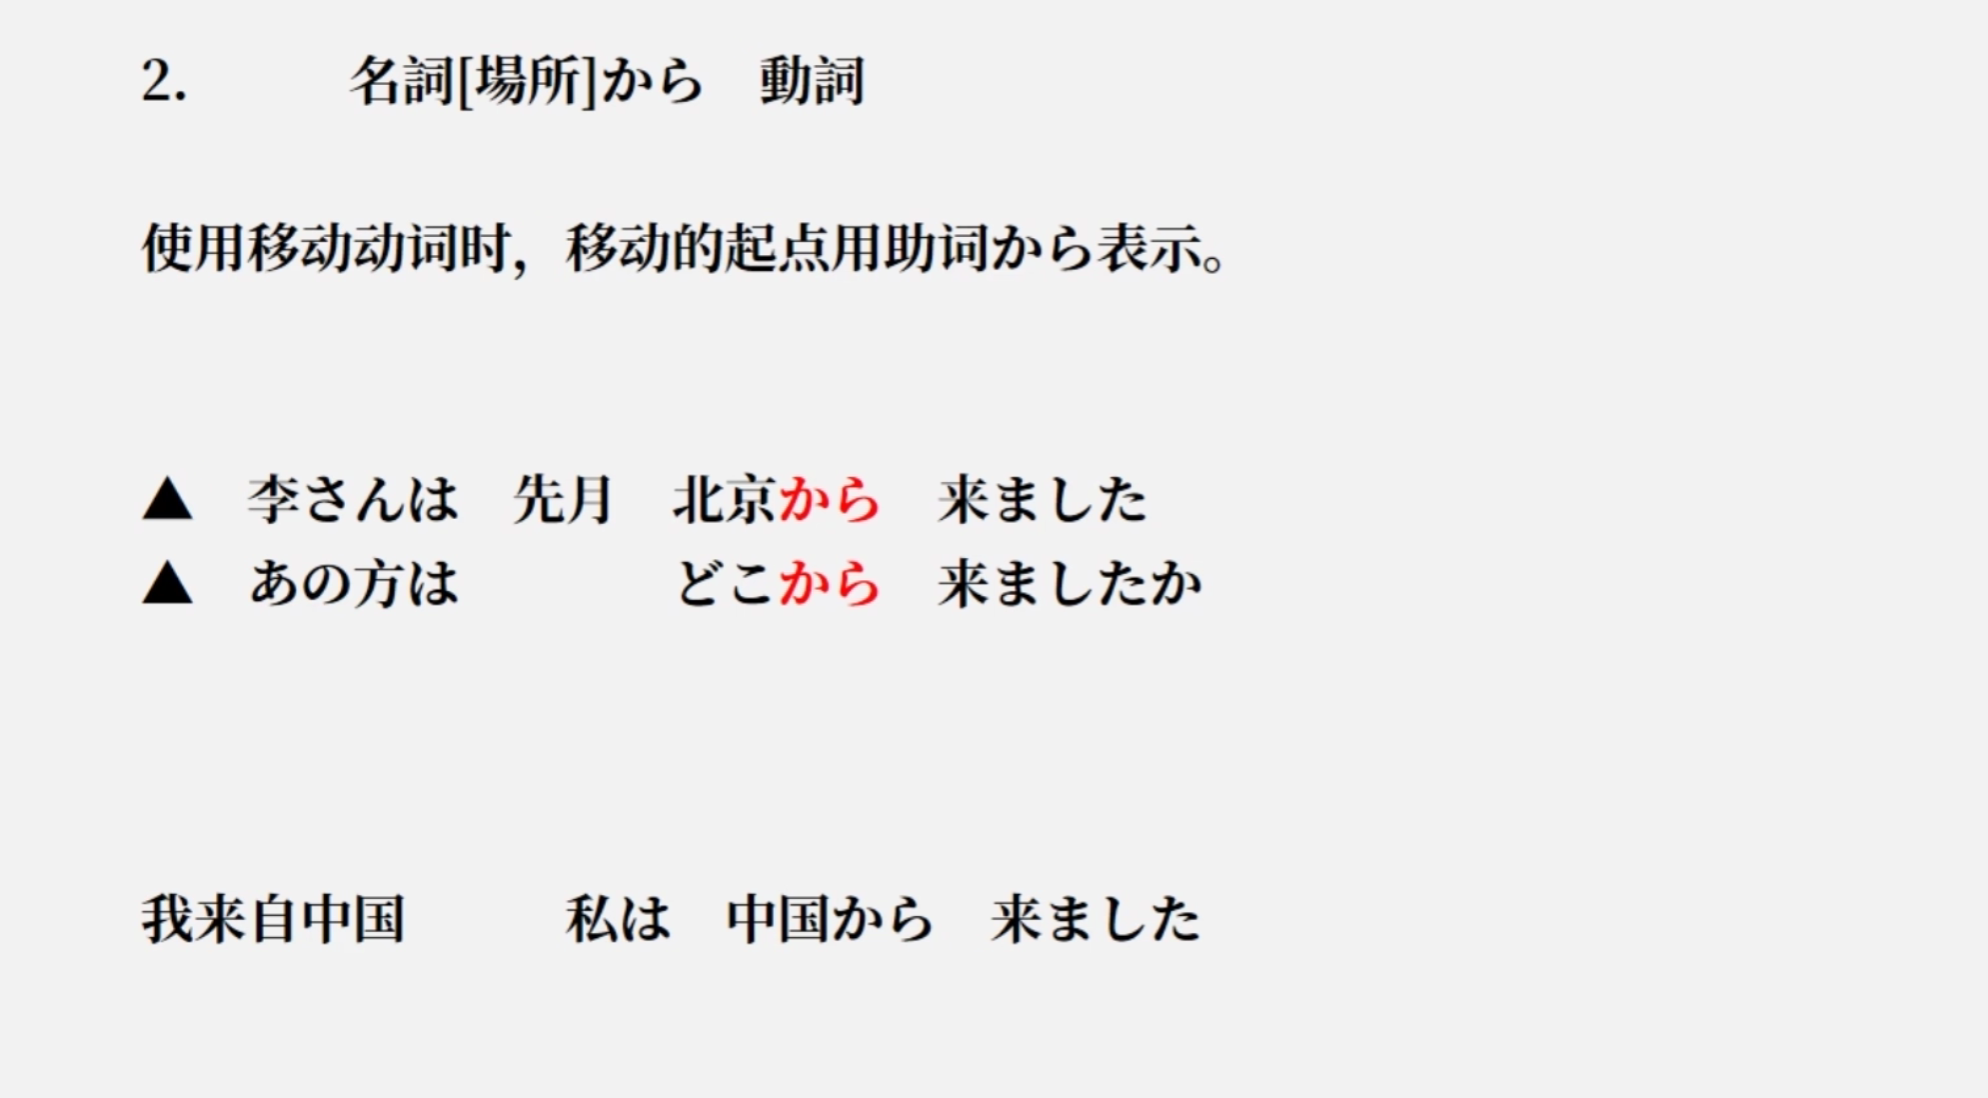 2.　　　名詞[場所]から　動詞
使用移动动词时，移动的起点用助词から表示。
▲　李さんは　先月　北京から　来ました
▲　あの方は　　　　どこから　来ましたか
我来自中国　　　私は　中国から　来ました